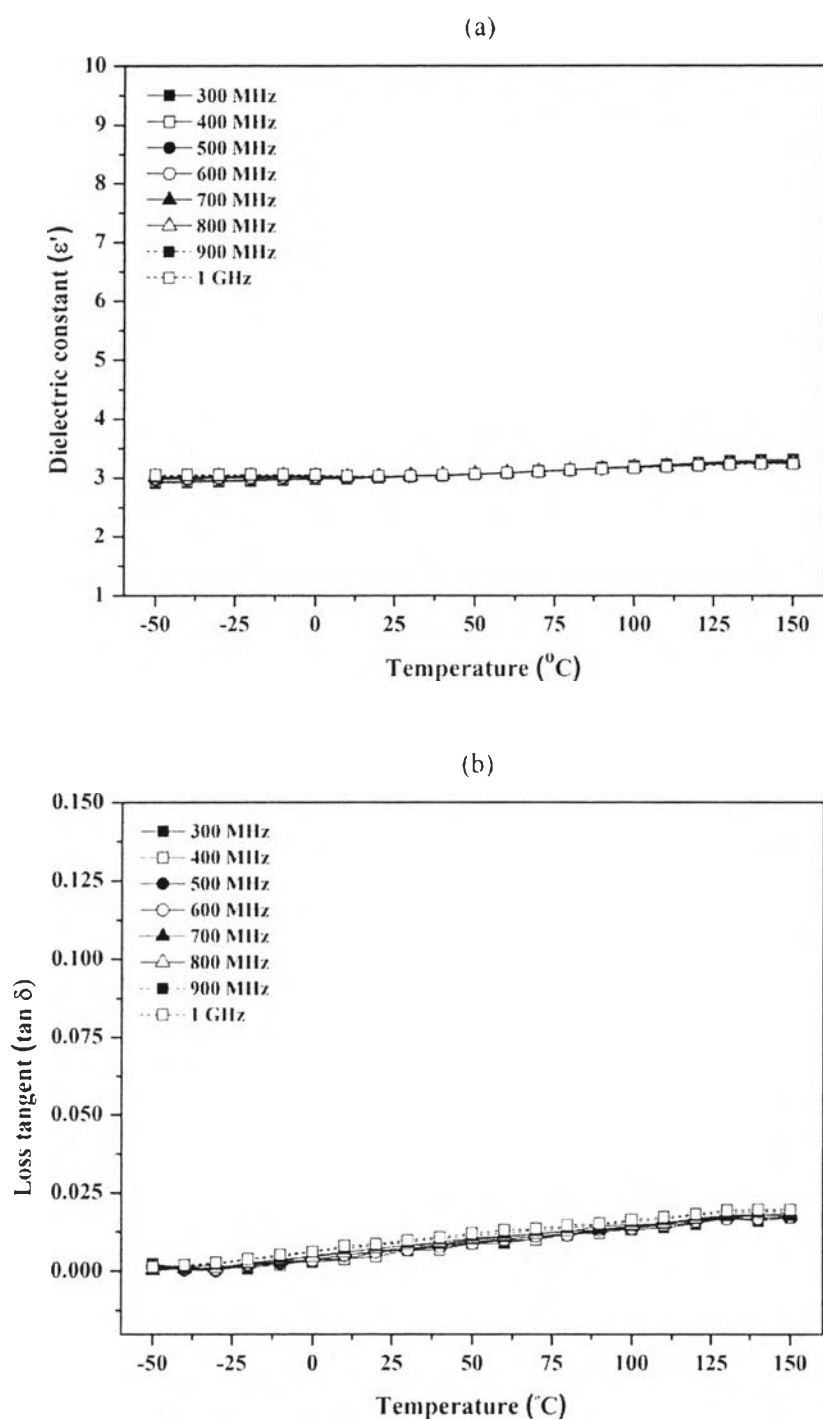 (a)
10
9
8
7
6
5
4
3
2
1
Dielectric constant (ε')
300 MHz
400 MHz
500 MHz
600 MHz
700 MHz
800 MHz
900 MHz
1 GHz
-50 -25 0 25 50 75 100 125 150
Temperature (°C)
(b)
0.150
0.125
0.100
0.075
0.050
0.025
0.000
Loss tangent (tan δ)
300 MHz
400 MHz
500 MHz
600 MHz
700 MHz
800 MHz
900 MHz
1 GHz
-50 -25 0 25 50 75 100 125 150
Temperature (°C)